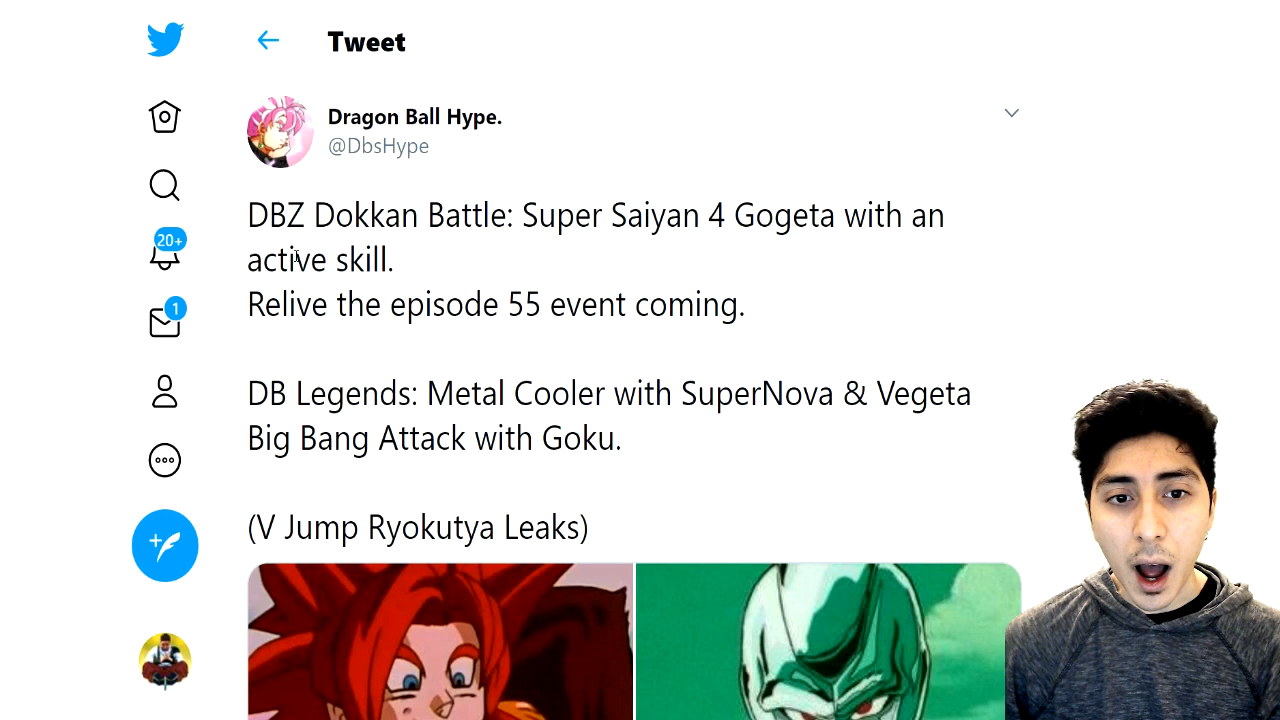 Tweet
Dragon Ball Hype.
@DbsHype
DBZ Dokkan Battle: Super Saiyan 4 Gogeta with an
active skill.
Relive the episode 55 event coming.
DB Legends: Metal Cooler with SuperNova & Vegeta
Big Bang Attack with Goku.
(V Jump Ryokutya Leaks)
20+
1